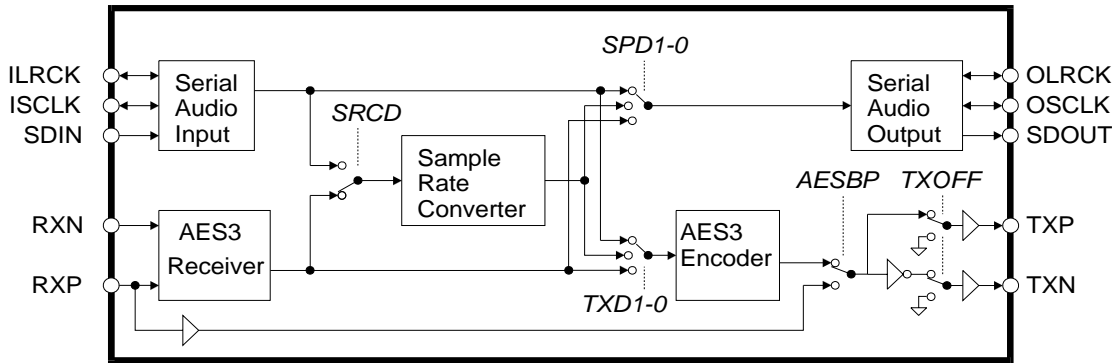 SPD1-0
ILRCK
ISCLK
SDIN
Serial
Audio
Input
SRCD
Sample
Rate
Converter
Serial
Audio
Output
OLRCK
OSCLK
SDOUT
AESBP
TXOFF
RXN
RXP
AES3
Receiver
AES3
Encoder
TXD1-0
TXP
TXN